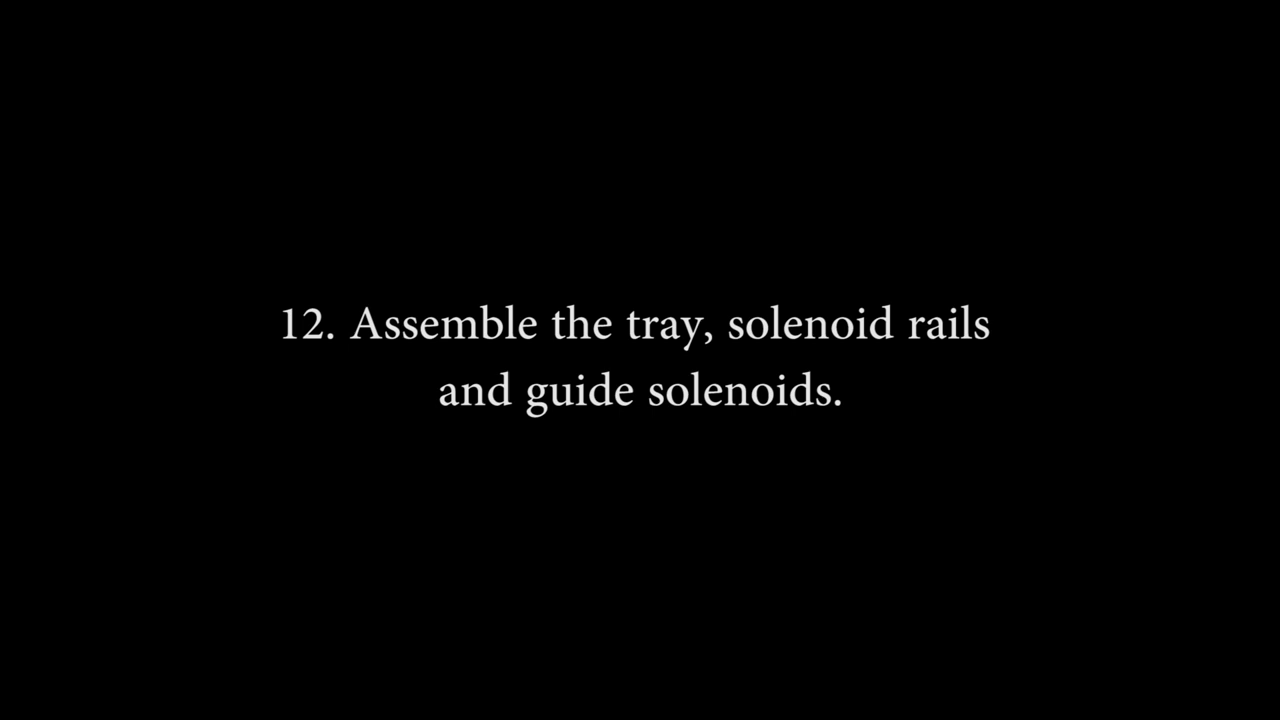 12. Assemble the tray, solenoid rails
and guide solenoids.